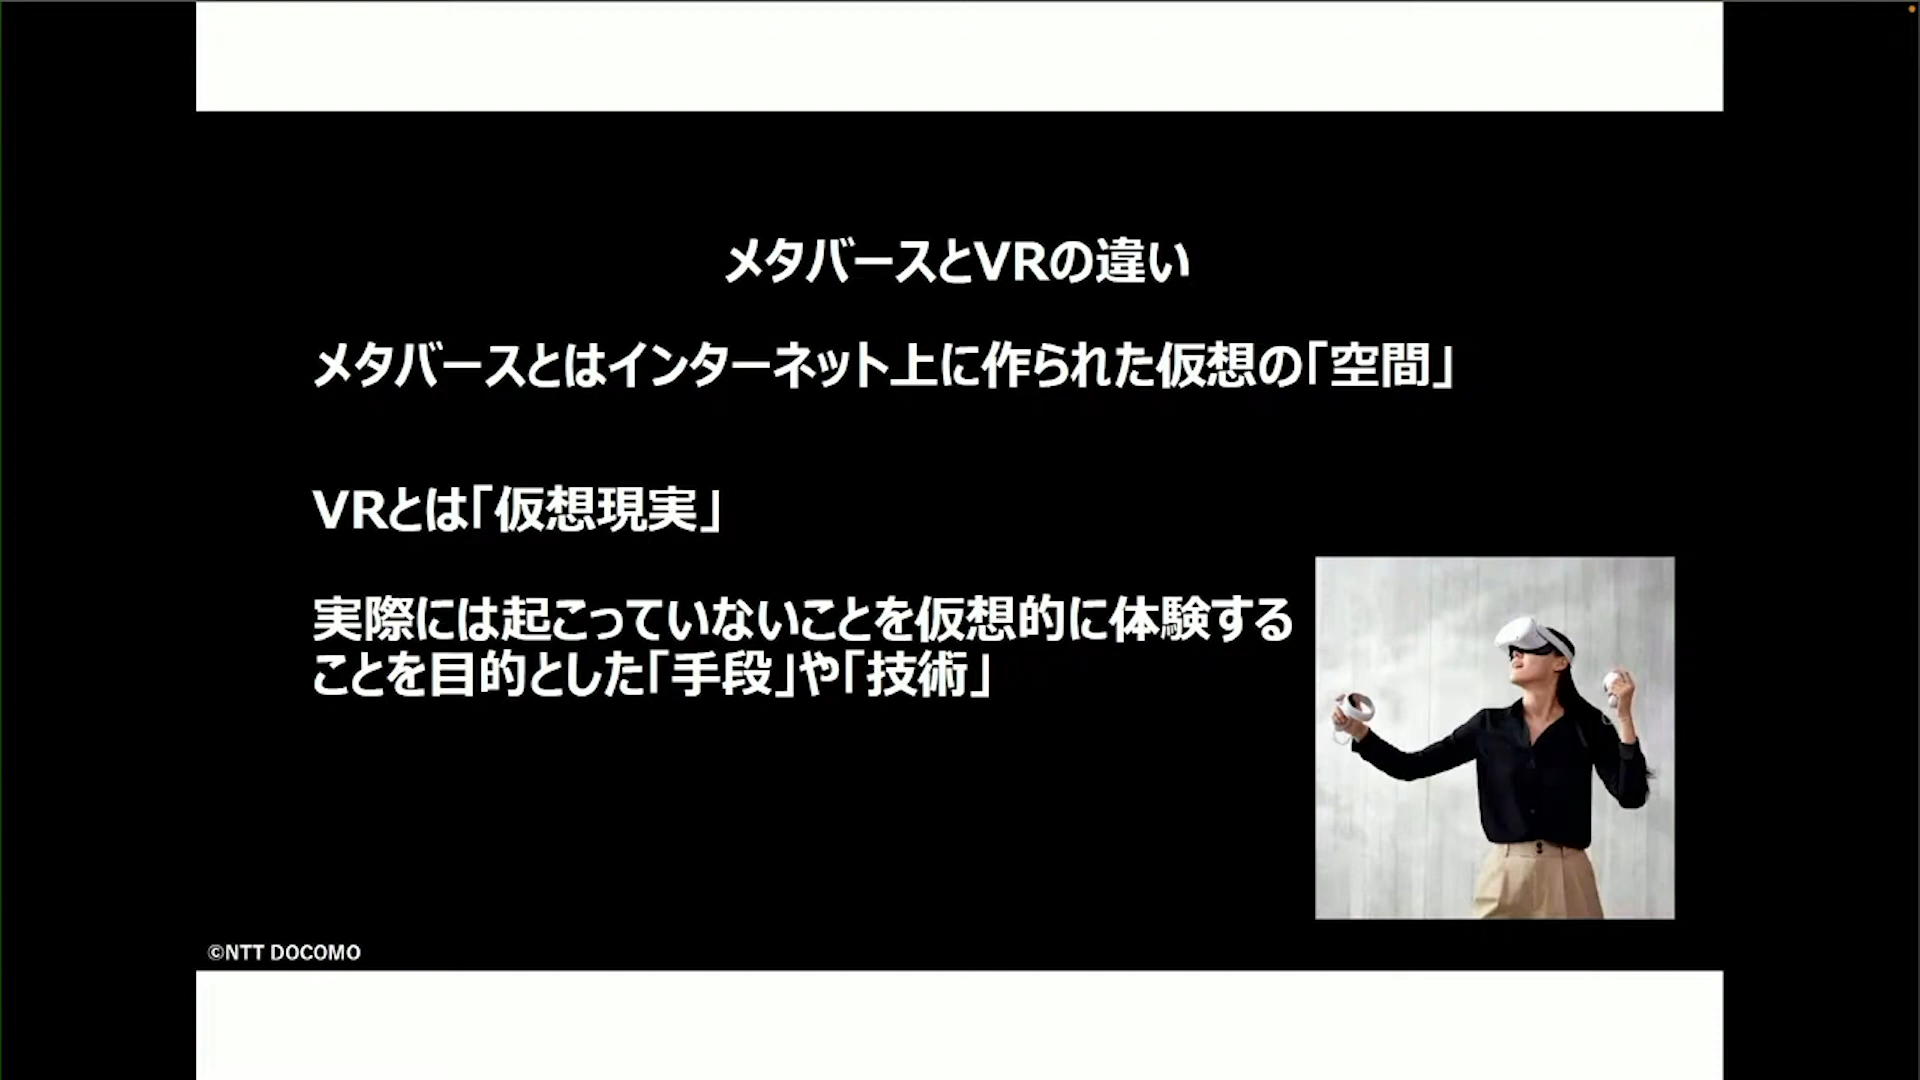 メタバースとVRの違い
メタバースとはインターネット上に作られた仮想の「空間」
VRとは「仮想現実」
実際には起こっていないことを仮想的に体験する
ことを目的とした「手段」や「技術」
©NTT DOCOMO